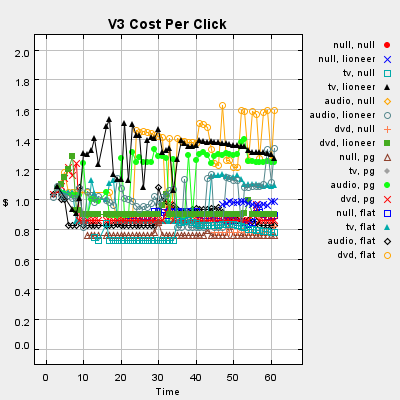 V3 Cost Per Click
2.0
1.8
1.6
1.4
1.2
1.0
0.8
0.6
0.4
0.2
0.0
$
0 10 20 30 40 50 60
Time
null, null
null, lioneer
tv, null
tv, lioneer
audio, null
audio, lioneer
dvd, null
dvd, lioneer
null, pg
tv, pg
audio, pg
dvd, pg
null, flat
tv, flat
audio, flat
dvd, flat